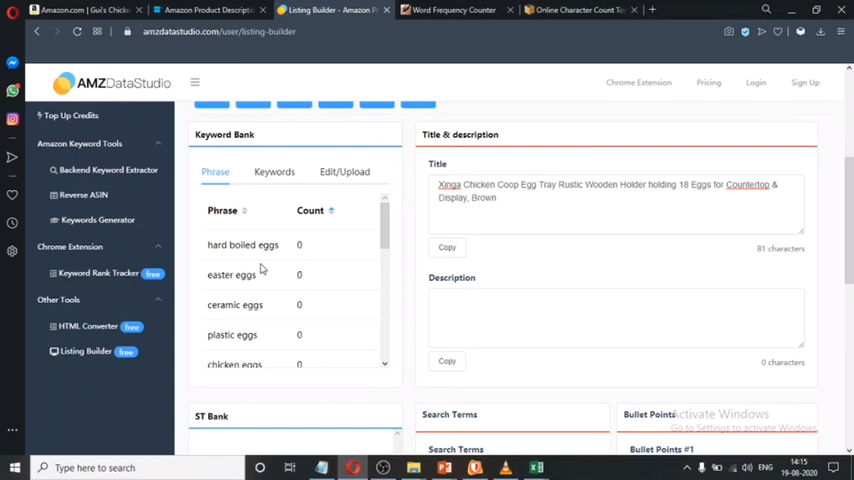 Amazon.com | Gui's Chicke
Amazon Product Descripti
Listing Builder - Amazon P
Word Frequency Counter
Online Character Count To
amzdatastudio.com/user/listing-builder
AMZDataStudio
Chrome Extension
Pricing
Login
Sign Up
Top Up Credits
Amazon Keyword Tools
Backend Keyword Extractor
Reverse ASIN
Keywords Generator
Chrome Extension
Keyword Rank Tracker free
Other Tools
HTML Converter free
Listing Builder free
Keyword Bank
Phrase Keywords Edit/Upload
Phrase Count
hard boiled eggs 0
easter eggs 0
ceramic eggs 0
plastic eggs 0
chicken eggs 0
ST Bank
Title & description
Title
Xinga Chicken Coop Egg Tray Rustic Wooden Holder holding 18 Eggs for Countertop &
Display, Brown
Copy
81 characters
Description
Copy
0 characters
Search Terms
Search Terms
Bullet Points
Bullet Points #1
Activate Windows
Go to Settings to activate Windows.
Type here to search
ENG
14:15
19-08-2020